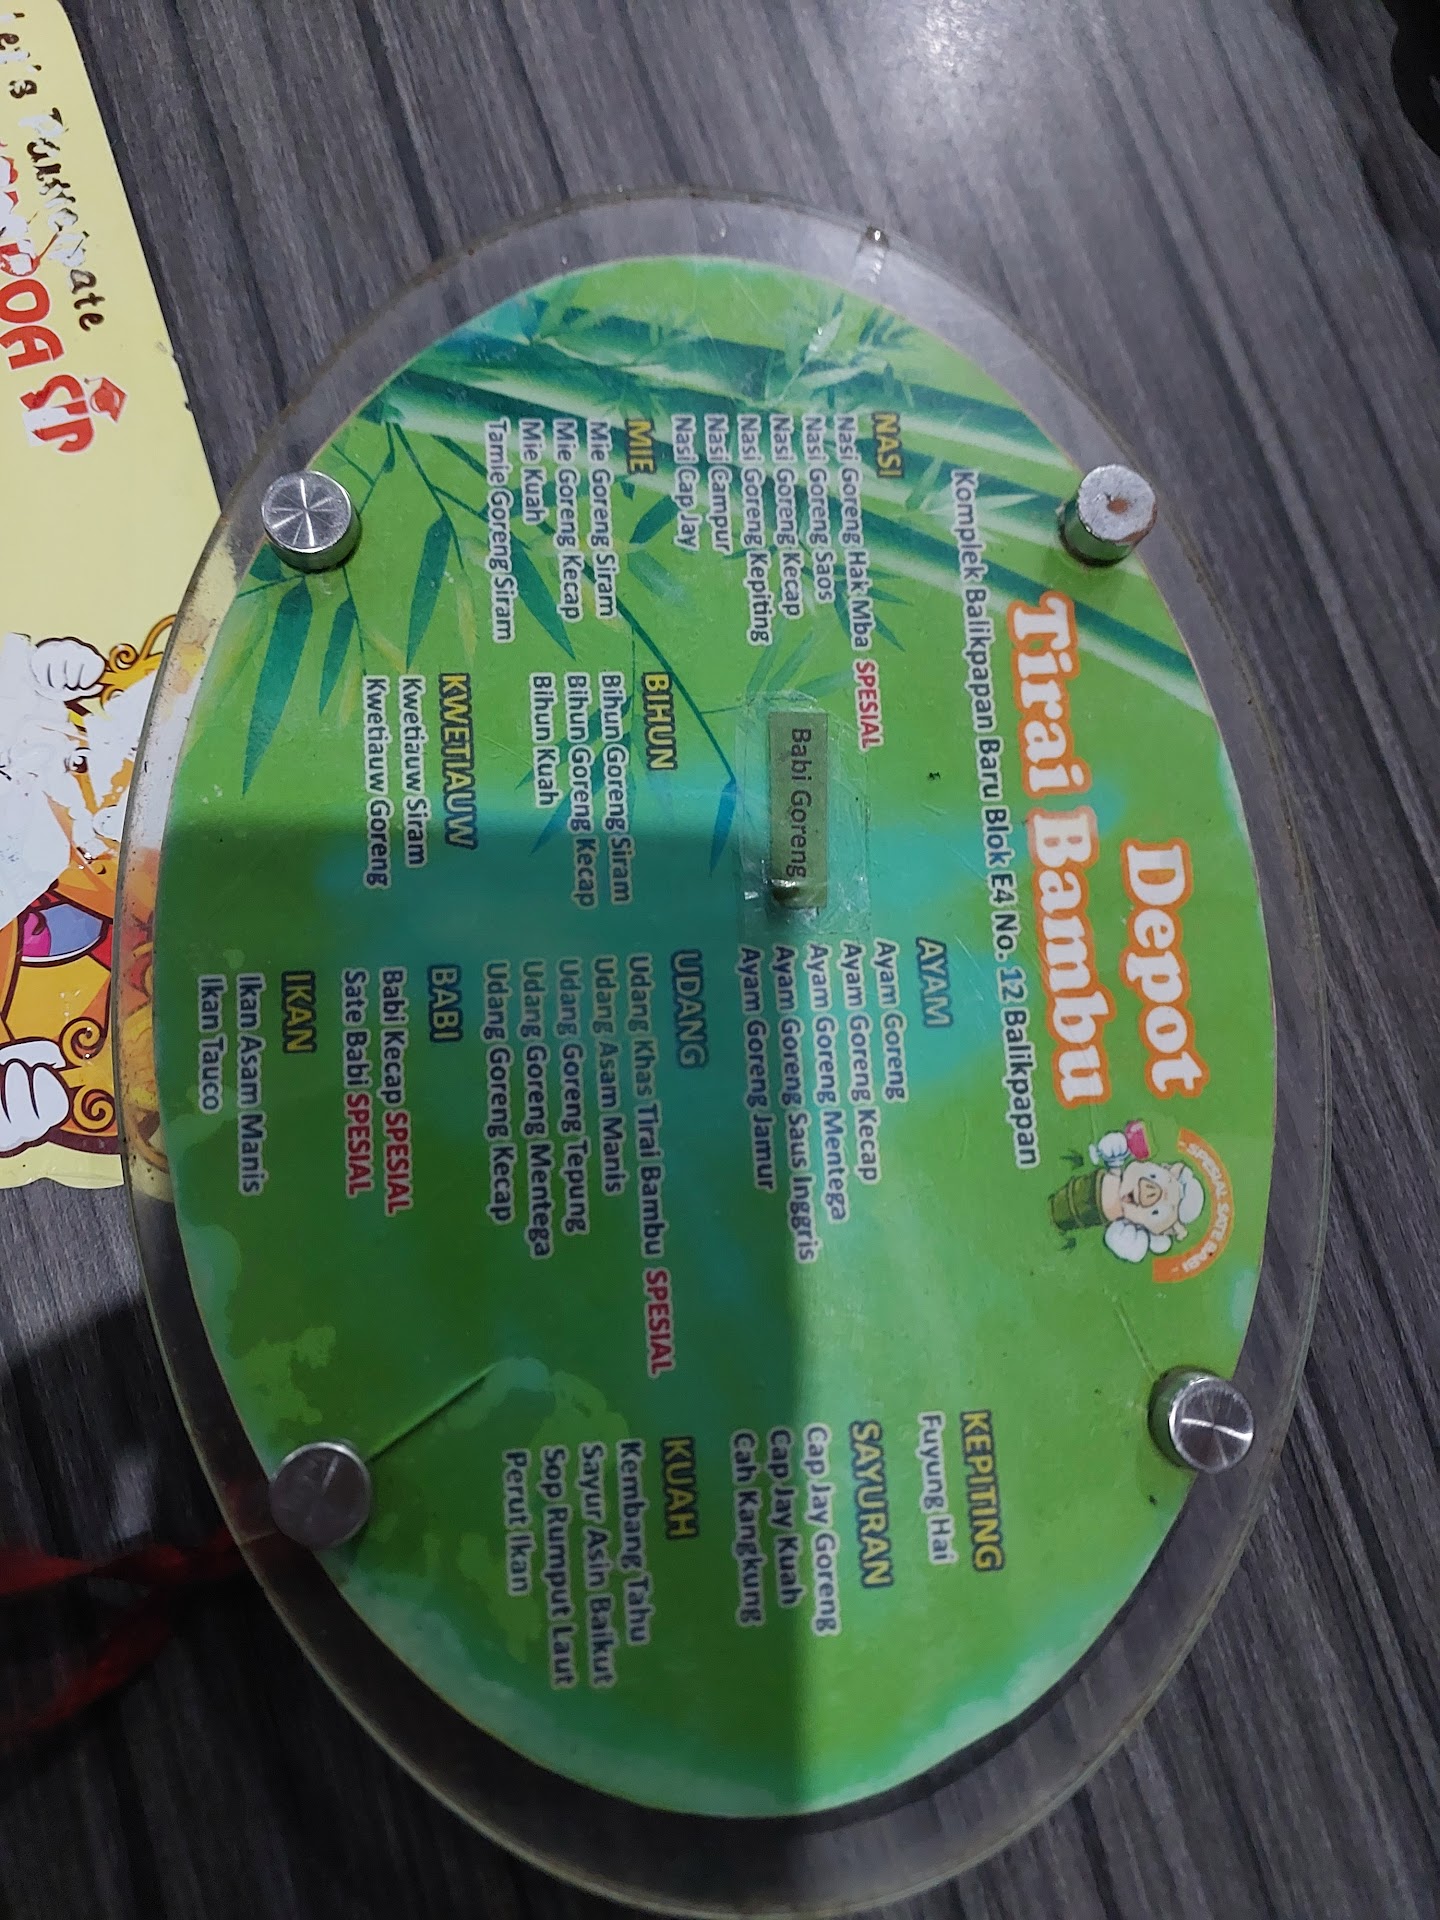 Depot
Tirai Bambu
Komplek Balikpapan Baru Blok E4 No. 12 Balikpapan
SPESIAL SATE BABI
NASI
Nasi Goreng Hak Mba SPESIAL
Nasi Goreng Saos
Nasi Goreng Kecap
Nasi Goreng Kepiting
Nasi Campur
Nasi Cap Jay
MIE
Mie Goreng Siram
Mie Goreng Kecap
Mie Kuah
Tamie Goreng Siram
Babi Goreng
BIHUN
Bihun Goreng Siram
Bihun Goreng Kecap
Bihun Kuah
KWETIAUW
Kwetiauw Siram
Kwetiauw Goreng
AYAM
Ayam Goreng
Ayam Goreng Kecap
Ayam Goreng Mentega
Ayam Goreng Saus Inggris
Ayam Goreng Jamur
UDANG
Udang Khas Tirai Bambu SPESIAL
Udang Asam Manis
Udang Goreng Tepung
Udang Goreng Mentega
Udang Goreng Kecap
BABI
Babi Kecap SPESIAL
Sate Babi SPESIAL
IKAN
Ikan Asam Manis
Ikan Tauco
KEPITING
Fuyung Hai
SAYURAN
Cap Jay Goreng
Cap Jay Kuah
Cah Kangkung
KUAH
Kembang Tahu
Sayur Asin Baikut
Sop Rumput Laut
Perut Ikan